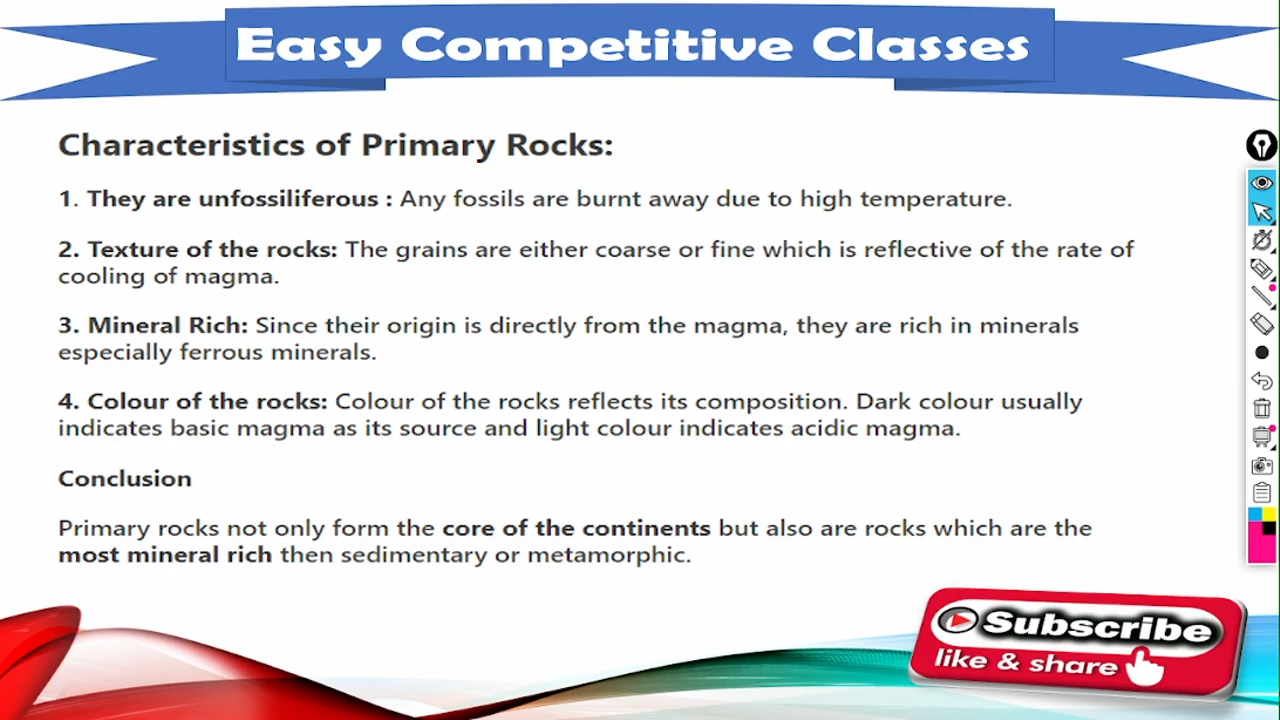 Easy Competitive Classes
Characteristics of Primary Rocks:
1. They are unfossiliferous : Any fossils are burnt away due to high temperature.
2. Texture of the rocks: The grains are either coarse or fine which is reflective of the rate of
cooling of magma.
3. Mineral Rich: Since their origin is directly from the magma, they are rich in minerals
especially ferrous minerals.
4. Colour of the rocks: Colour of the rocks reflects its composition. Dark colour usually
indicates basic magma as its source and light colour indicates acidic magma.
Conclusion
Primary rocks not only form the core of the continents but also are rocks which are the
most mineral rich then sedimentary or metamorphic.
Subscribe
like & share